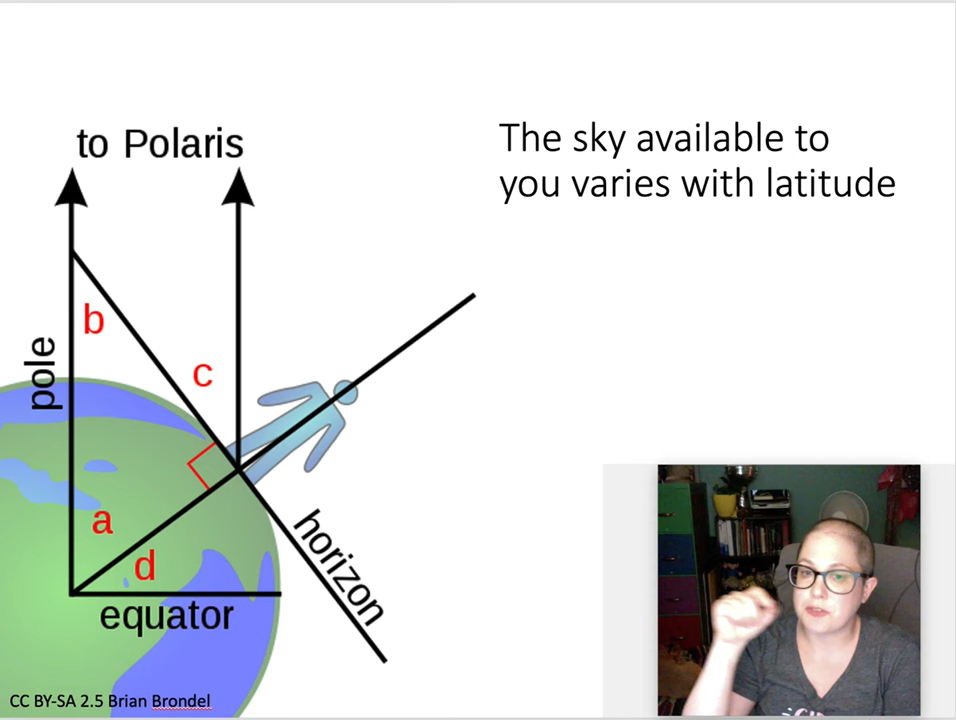 to Polaris
The sky available to
you varies with latitude
b
c
pole
a
d
horizon
equator
CC BY-SA 2.5 Brian Brondel